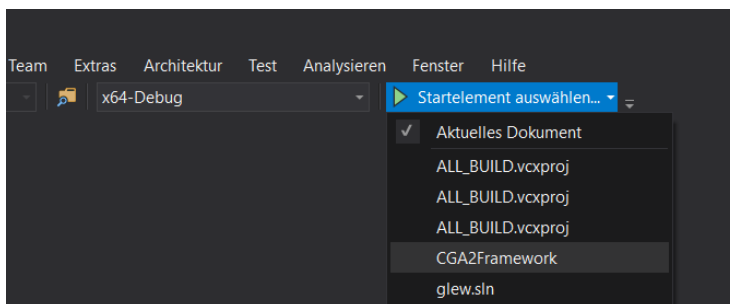 Team Extras Architektur Test Analysieren Fenster Hilfe
x64-Debug Startelement auswählen...
Aktuelles Dokument
ALL_BUILD.vcxproj
ALL_BUILD.vcxproj
ALL_BUILD.vcxproj
CGA2Framework
glew.sln